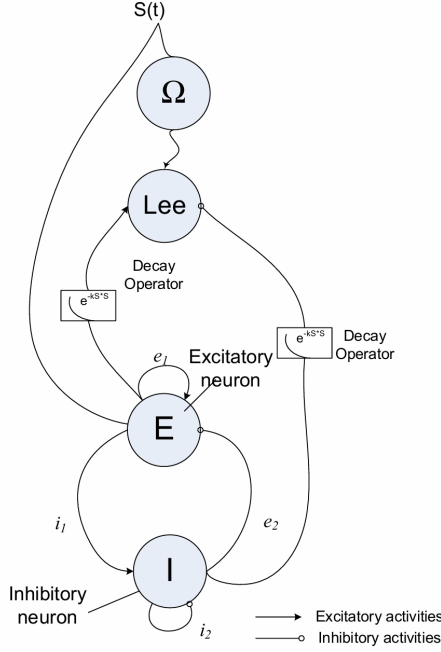 S(t)
Ω
Lee
Decay
Operator
e-kS*S
e-kS*S
Decay
Operator
e1
Excitatory
neuron
E
i1
e2
I
Inhibitory
neuron
i2
Excitatory activities
Inhibitory activities